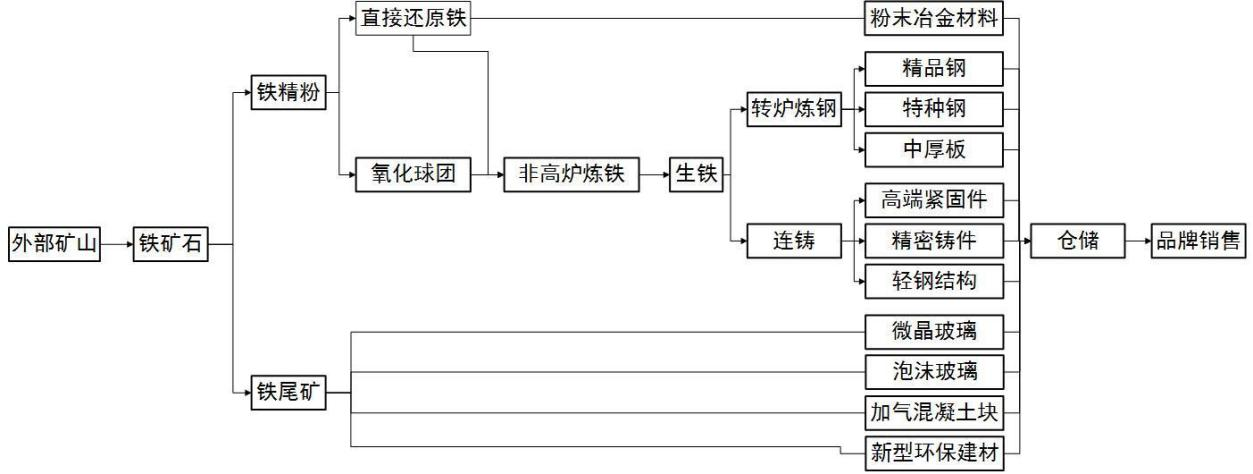 直接还原铁
粉末冶金材料
精品钢
铁精粉
转炉炼钢
特种钢
中厚板
氧化球团
非高炉炼铁
生铁
高端紧固件
外部矿山
铁矿石
连铸
精密铸件
仓储
品牌销售
轻钢结构
微晶玻璃
泡沫玻璃
铁尾矿
加气混凝土块
新型环保建材